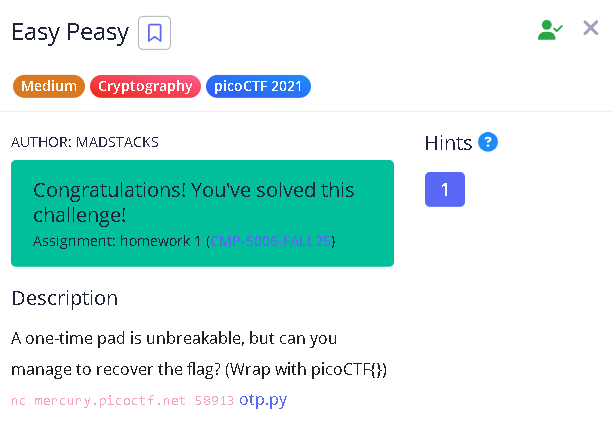 Easy Peasy
Medium Cryptography picoCTF 2021
AUTHOR: MADSTACKS
Hints ?
Congratulations! You've solved this
challenge!
Assignment: homework 1 (CMP-5006-FALL25)
1
Description
A one-time pad is unbreakable, but can you
manage to recover the flag? (Wrap with picoCTF{})
nc mercury.picoctf.net 58913 otp.py